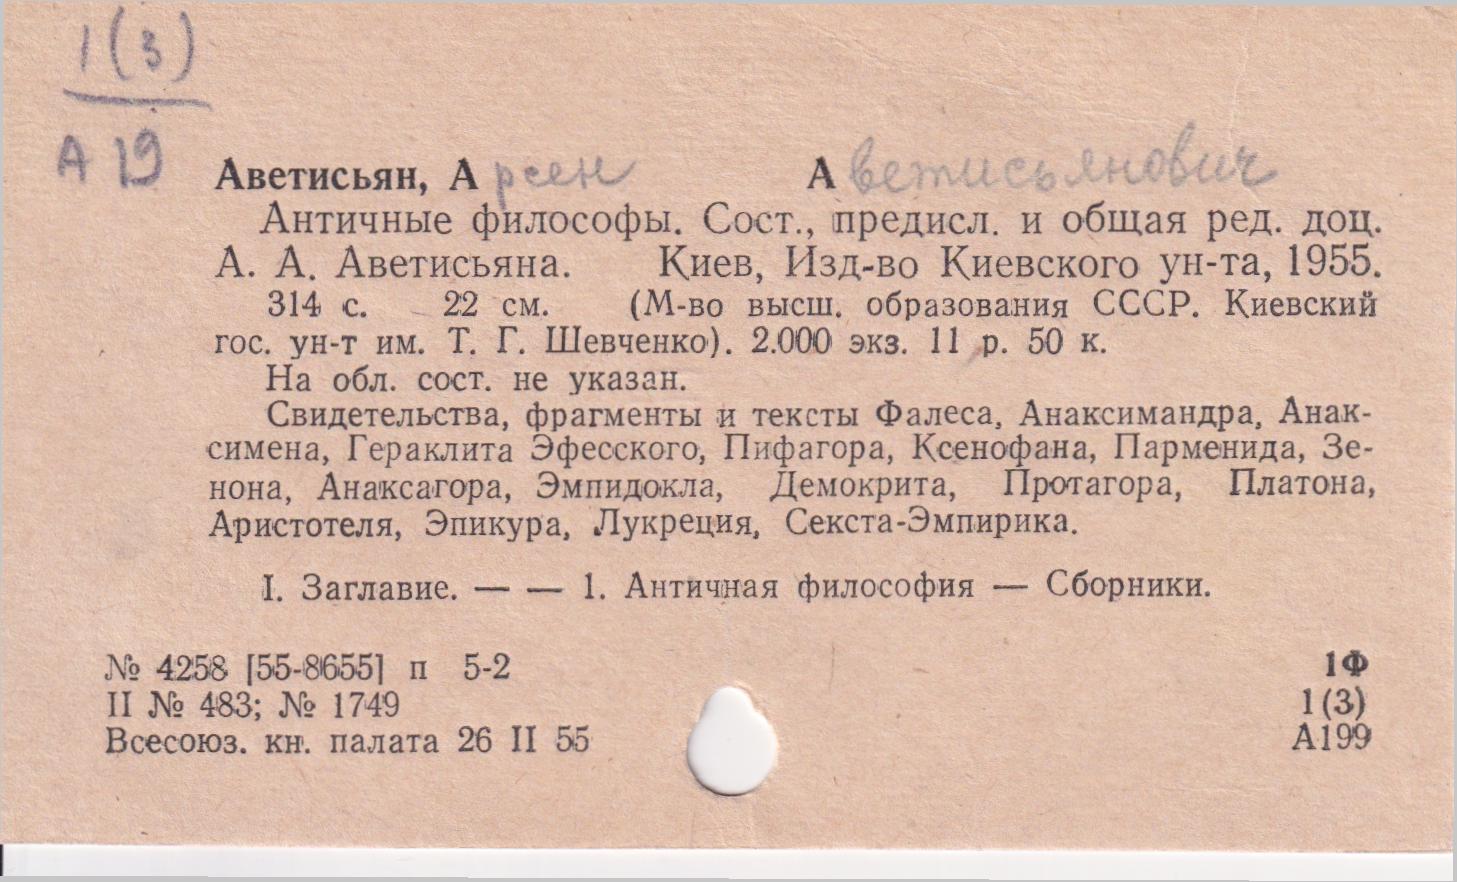 1(3)
А 19
Аветисьян, Арсен Аветисьянович
Античные философы. Сост., предисл. и общая ред. доц.
А. А. Аветисьяна. Киев, Изд-во Киевского ун-та, 1955.
314 с. 22 см. (М-во высш. образования СССР. Киевский
гос. ун-т им. Т. Г. Шевченко). 2.000 экз. 11 р. 50 к.
На обл. сост. не указан.
Свидетельства, фрагменты и тексты Фалеса, Анаксимандра, Анак-
симена, Гераклита Эфесского, Пифагора, Ксенофана, Парменида, Зе-
нона, Анаксагора, Эмпидокла, Демокрита, Протагора, Платона,
Аристотеля, Эпикура, Лукреция, Секста-Эмпирика.
I. Заглавие. — — 1. Античная философия — Сборники.
№ 4258 [55-8655] п 5-2 1Ф
II № 483; № 1749 1(3)
Всесоюз. кн. палата 26 II 55 А199